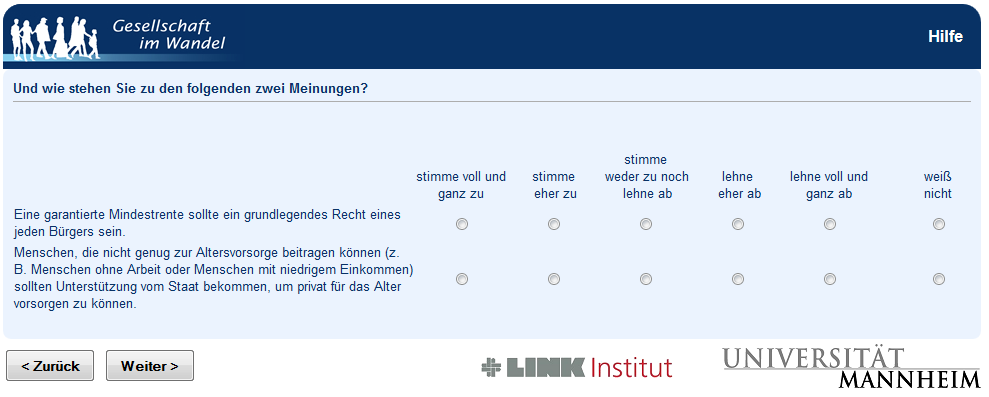 Gesellschaft
im Wandel
Hilfe
Und wie stehen Sie zu den folgenden zwei Meinungen?
stimme voll und
ganz zu
stimme
eher zu
stimme
weder zu noch
lehne ab
lehne
eher ab
lehne voll und
ganz ab
weiß
nicht
Eine garantierte Mindestrente sollte ein grundlegendes Recht eines
jeden Bürgers sein.
Menschen, die nicht genug zur Altersvorsorge beitragen können (z.
B. Menschen ohne Arbeit oder Menschen mit niedrigem Einkommen)
sollten Unterstützung vom Staat bekommen, um privat für das Alter
vorsorgen zu können.
< Zurück
Weiter >
LINK Institut
UNIVERSITÄT
MANNHEIM